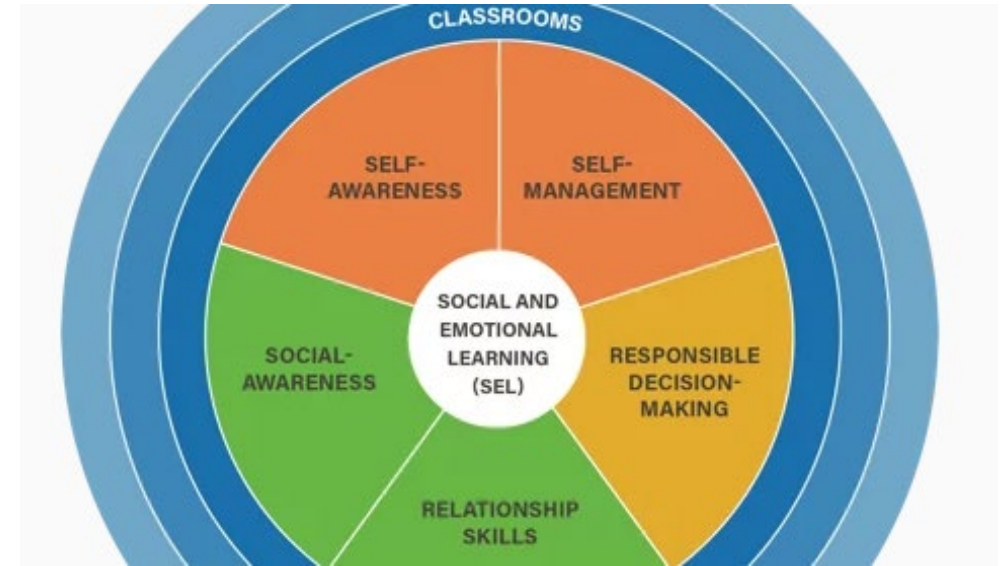 CLASSROOMS
SELF-
AWARENESS
SELF-
MANAGEMENT
SOCIAL AND
EMOTIONAL
LEARNING
(SEL)
SOCIAL-
AWARENESS
RESPONSIBLE
DECISION-
MAKING
RELATIONSHIP
SKILLS